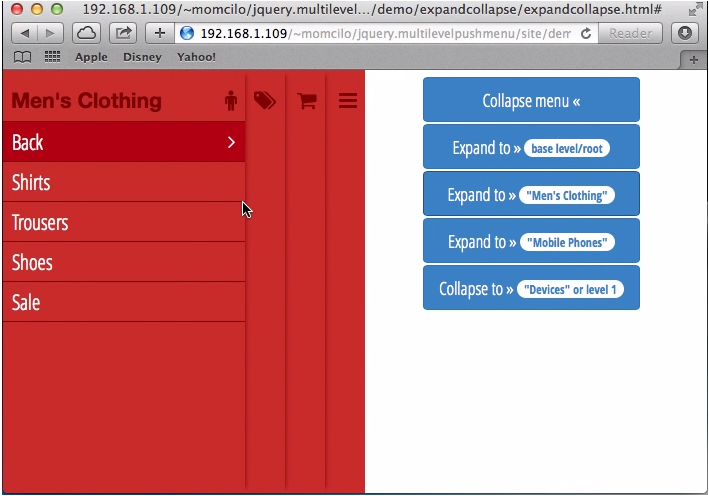 192.168.1.109/~momcilo/jquery.multilevel…/demo/expandcollapse/expandcollapse.html#
192.168.1.109/~momcilo/jquery.multilevelpushmenu/site/dem
Reader
Apple Disney Yahoo!
Men's Clothing
Back
Shirts
Trousers
Shoes
Sale
Collapse menu «
Expand to » base level/root
Expand to » "Men's Clothing"
Expand to » "Mobile Phones"
Collapse to » "Devices" or level 1